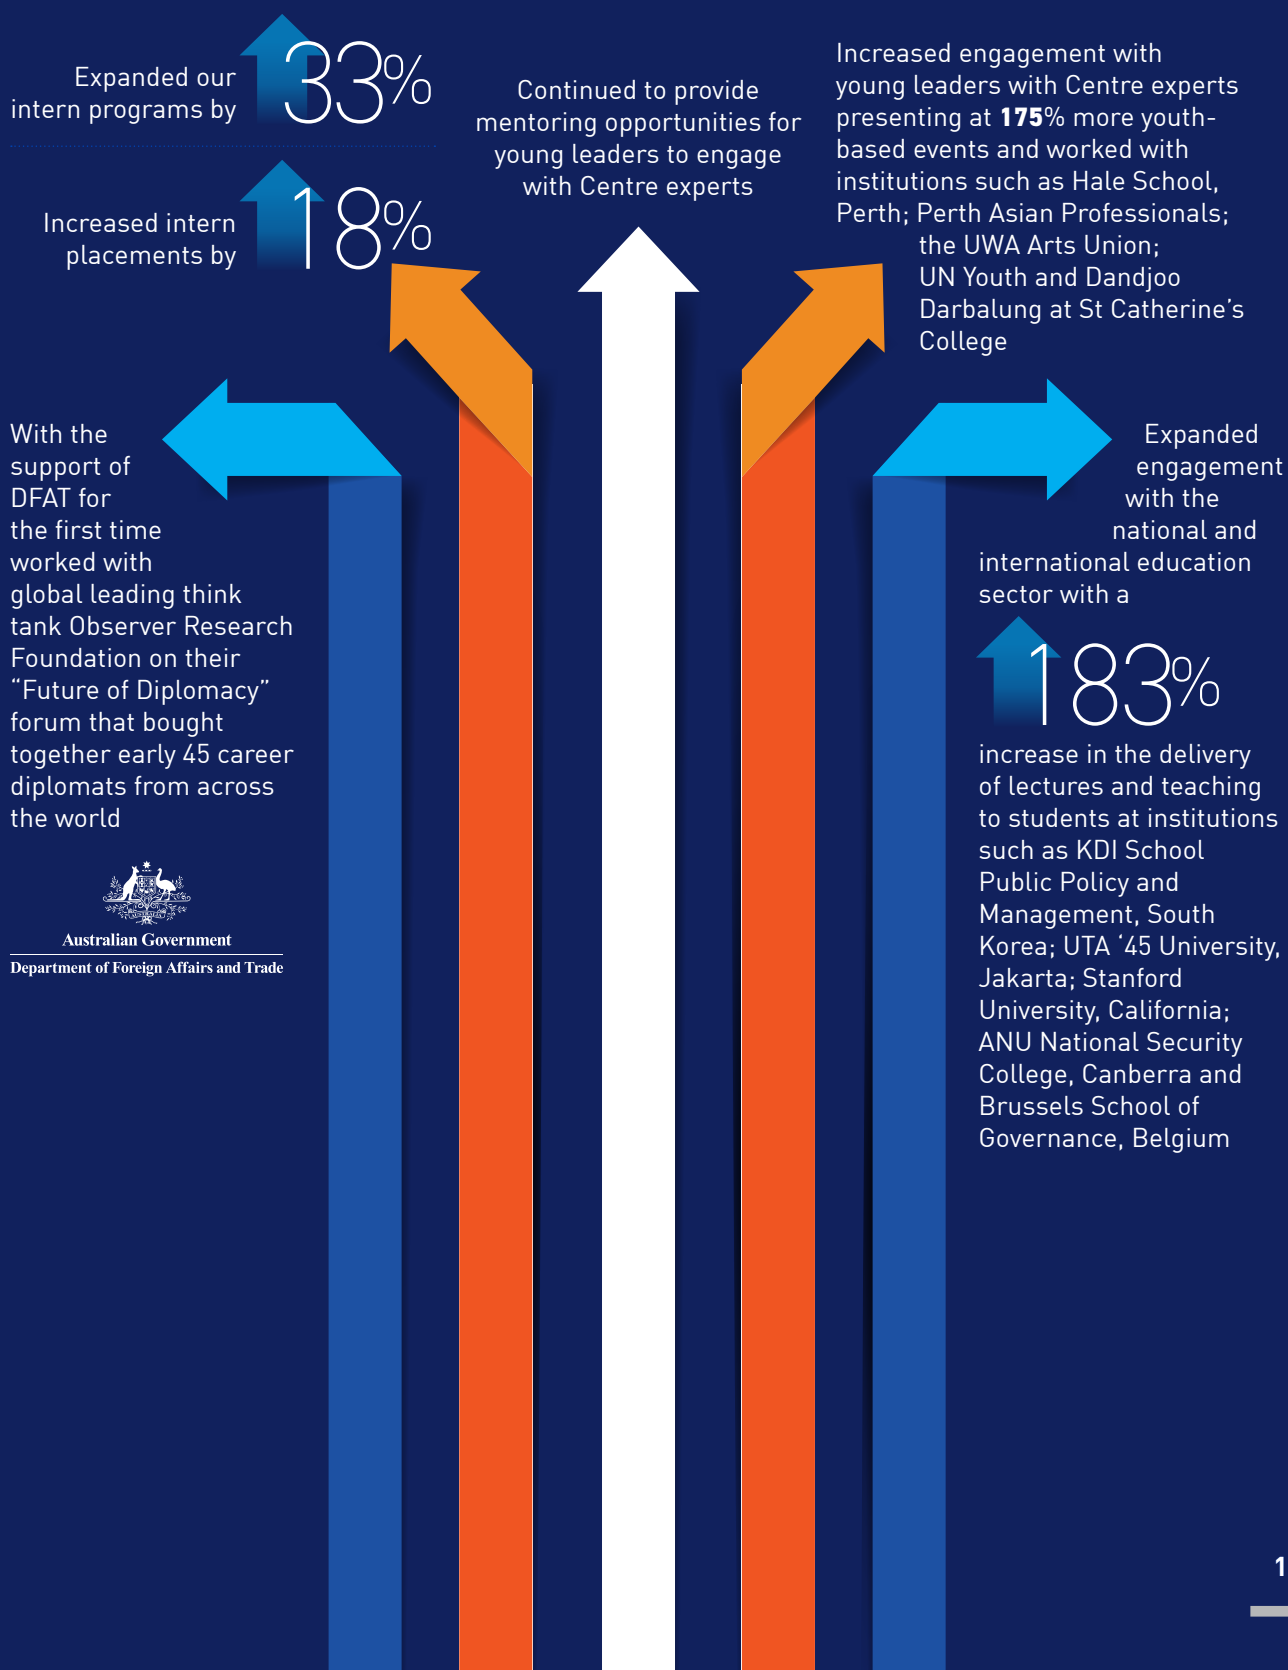 Expanded our
intern programs by
33%
Increased intern
placements by
18%
Continued to provide
mentoring opportunities for
young leaders to engage
with Centre experts
Increased engagement with
young leaders with Centre experts
presenting at 175% more youth-
based events and worked with
institutions such as Hale School,
Perth; Perth Asian Professionals;
the UWA Arts Union;
UN Youth and Dandjoo
Darbalung at St Catherine’s
College
With the
support of
DFAT for
the first time
worked with
global leading think
tank Observer Research
Foundation on their
“Future of Diplomacy”
forum that bought
together early 45 career
diplomats from across
the world
AUSTRALIA
Australian Government
Department of Foreign Affairs and Trade
Expanded
engagement
with the
national and
international education
sector with a
183%
increase in the delivery
of lectures and teaching
to students at institutions
such as KDI School
Public Policy and
Management, South
Korea; UTA ‘45 University,
Jakarta; Stanford
University, California;
ANU National Security
College, Canberra and
Brussels School of
Governance, Belgium
1